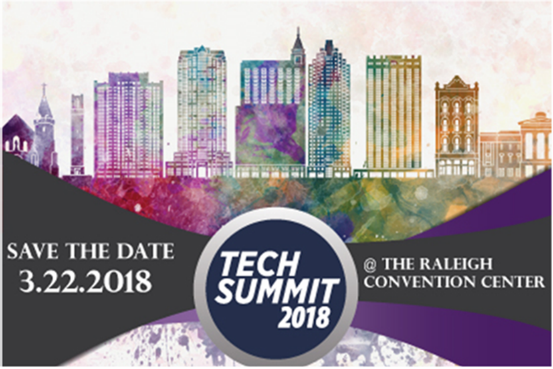 SAVE THE DATE
3.22.2018
TECH
SUMMIT
2018
@ THE RALEIGH
CONVENTION CENTER